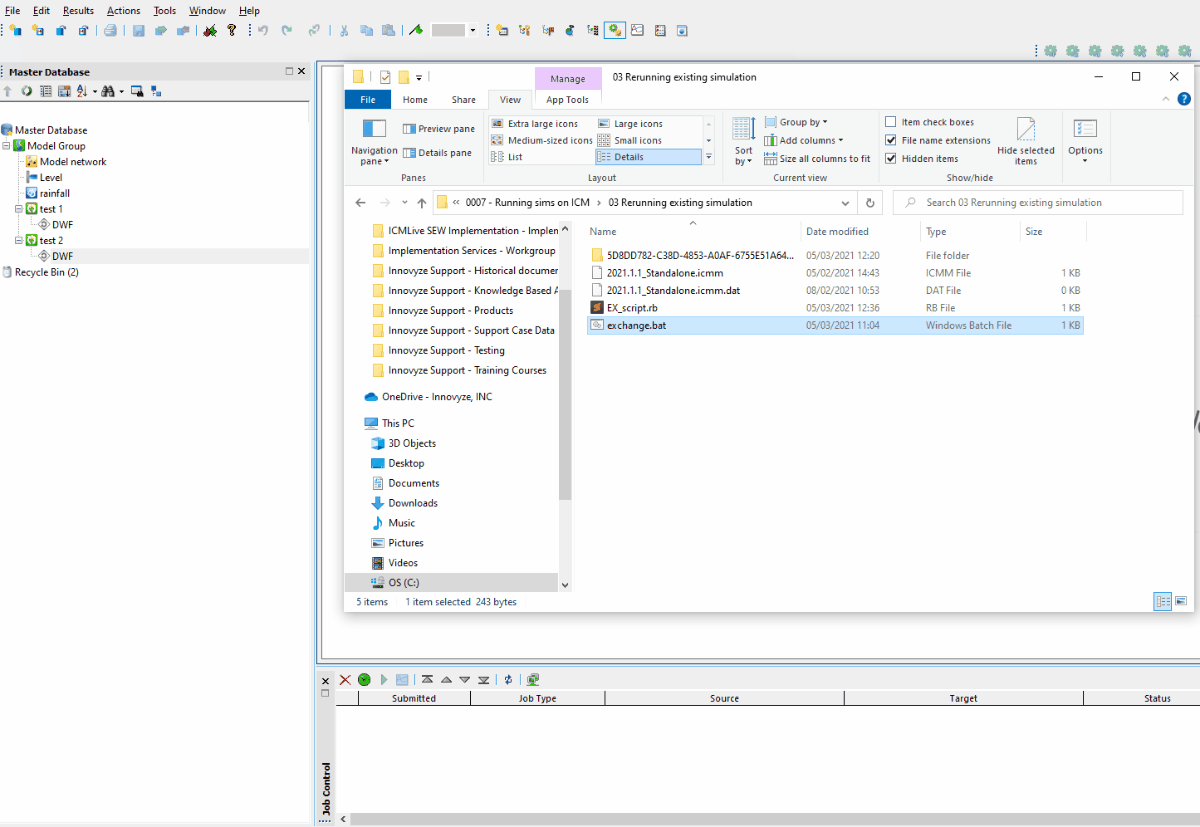 File Edit Results Actions Tools Window Help
Master Database
Master Database
Model Group
Model network
Level
rainfall
test 1
DWF
test 2
DWF
Recycle Bin (2)
Manage
03 Rerunning existing simulation
File Home Share View App Tools
Navigation pane
Preview pane
Details pane
Panes
Extra large icons
Large icons
Medium-sized icons
Small icons
List
Details
Layout
Sort by
Group by
Add columns
Size all columns to fit
Current view
Item check boxes
File name extensions
Hidden items
Hide selected items
Show/hide
Options
« 0007 - Running sims on ICM › 03 Rerunning existing simulation
Search 03 Rerunning existing simulation
ICMLive SEW Implementation - Implen
Implementation Services - Workgroup
Innovyze Support - Historical documer
Innovyze Support - Knowledge Based A
Innovyze Support - Products
Innovyze Support - Support Case Data
Innovyze Support - Testing
Innovyze Support - Training Courses
OneDrive - Innovyze, INC
This PC
3D Objects
Desktop
Documents
Downloads
Music
Pictures
Videos
OS (C:)
Name Date modified Type Size
5D8DD782-C38D-4853-A0AF-6755E51A64... 05/03/2021 12:20 File folder
2021.1.1_Standalone.icmm 05/02/2021 14:43 ICMM File 1 KB
2021.1.1_Standalone.icmm.dat 08/02/2021 10:53 DAT File 0 KB
EX_script.rb 05/03/2021 12:36 RB File 1 KB
exchange.bat 05/03/2021 11:04 Windows Batch File 1 KB
5 items 1 item selected 243 bytes
Submitted Job Type Source Target Status
Job Control